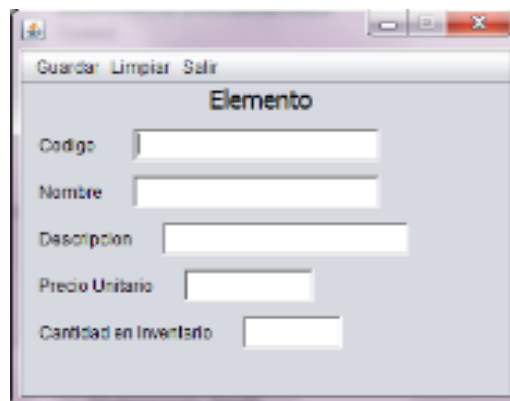 Guardar Limpiar Salir
Elemento
Codigo
Nombre
Descripcion
Precio Unitario
Cantidad en Inventario